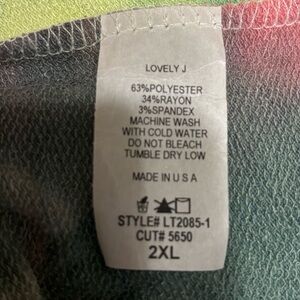 LOVELY J
63%POLYESTER
34%RAYON
3%SPANDEX
MACHINE WASH
WITH COLD WATER
DO NOT BLEACH
TUMBLE DRY LOW
MADE IN U S A
STYLE# LT2085-1
CUT# 5650
2XL